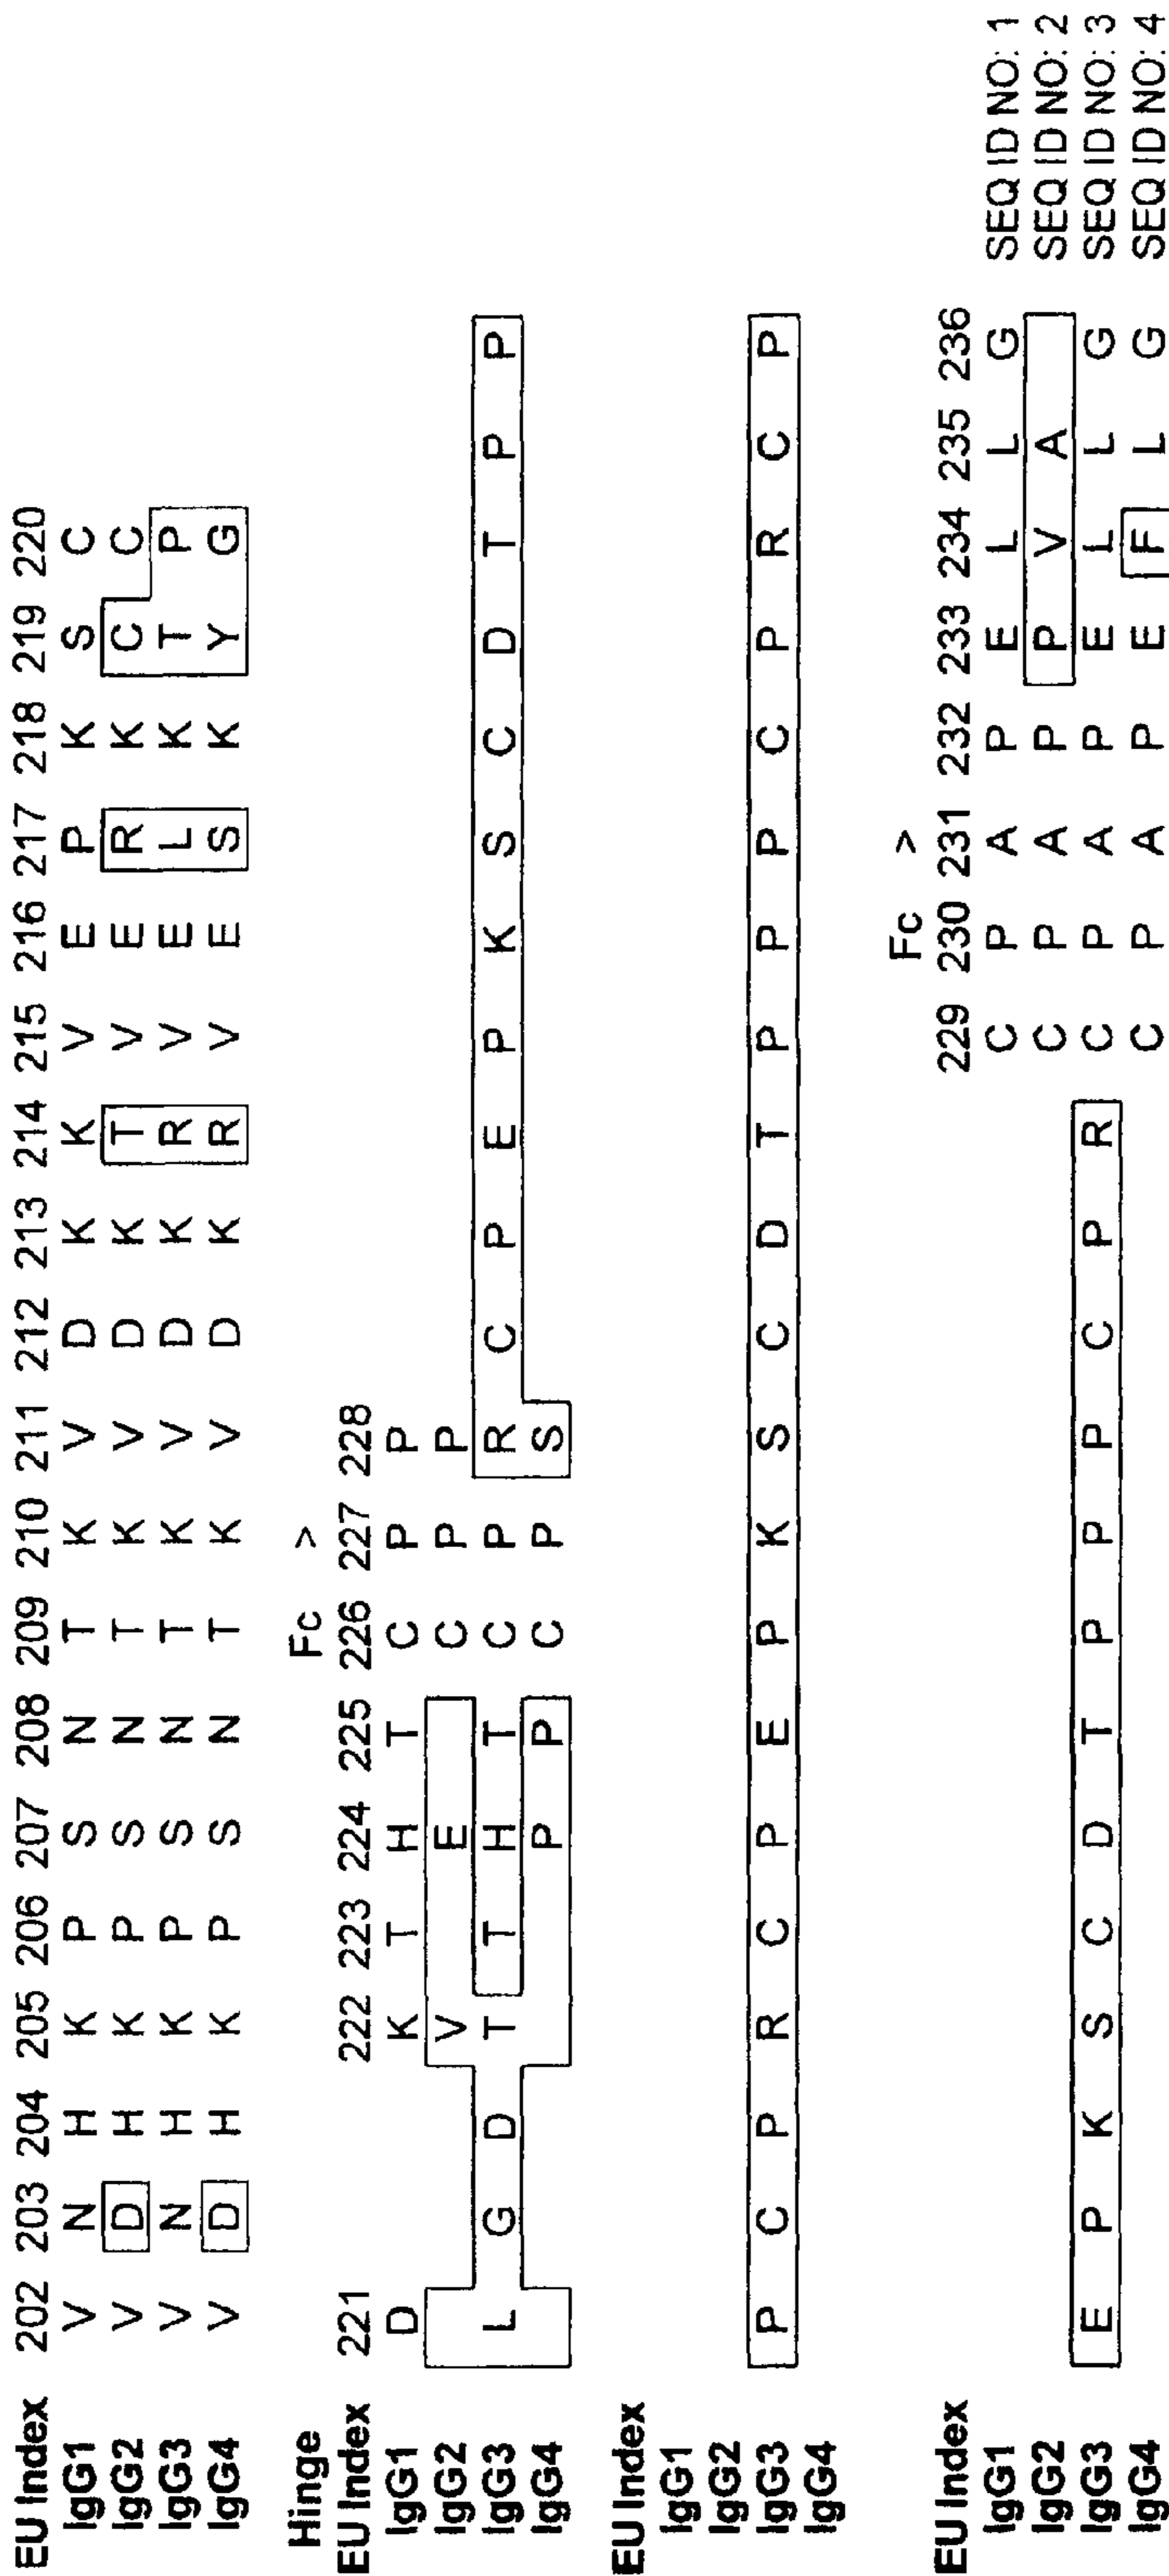 EU Index 202 203 204 205 206 207 208 209 210 211 212 213 214 215 216 217 218 219 220
IgG1 V N H K P S N T K V D K K V E P K S C
IgG2 V D H K P S N T K V D K T V E R K C C
IgG3 V N H K P S N T K V D K R V E L K T P
IgG4 V D H K P S N T K V D K R V E S K Y G
Hinge Fc >
EU Index 221 222 223 224 225 226 227 228
IgG1 D K T H T C P P
IgG2 V E C P P
IgG3 L G D T T H T C P R C P E P K S C D T P P
IgG4 P P C P S
EU Index
IgG1
IgG2
IgG3 P C P R C P E P K S C D T P P P C P R C P
IgG4
Fc >
EU Index 229 230 231 232 233 234 235 236
IgG1 C P A P E L L G SEQ ID NO: 1
IgG2 C P A P P V A SEQ ID NO: 2
IgG3 E P K S C D T P P P C P R C P A P E L L G SEQ ID NO: 3
IgG4 C P A P E F L G SEQ ID NO: 4